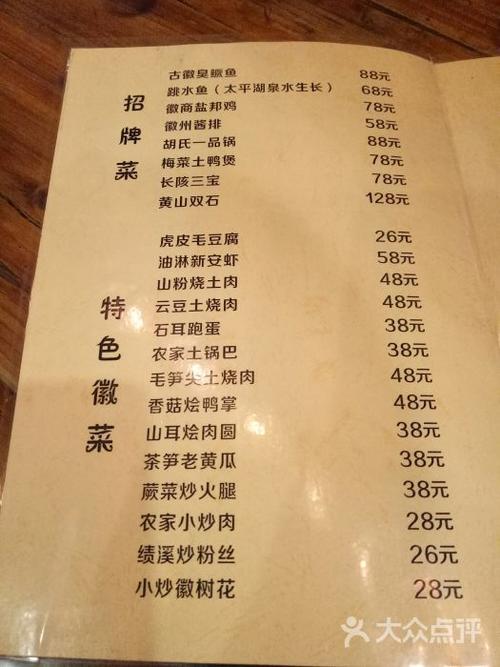 招牌菜
古徽臭鳜鱼 88元
跳水鱼（太平湖泉水生长） 68元
徽商盐邦鸡 78元
徽州酱排 58元
胡氏一品锅 88元
梅菜土鸭煲 78元
长陔三宝 78元
黄山双石 128元
特色徽菜
虎皮毛豆腐 26元
油淋新安虾 58元
山粉烧土肉 48元
云豆土烧肉 48元
石耳跑蛋 38元
农家土锅巴 38元
毛笋尖土烧肉 48元
香菇烩鸭掌 48元
山耳烩肉圆 38元
茶笋老黄瓜 38元
蕨菜炒火腿 38元
农家小炒肉 28元
绩溪炒粉丝 26元
小炒徽树花 28元
大众点评